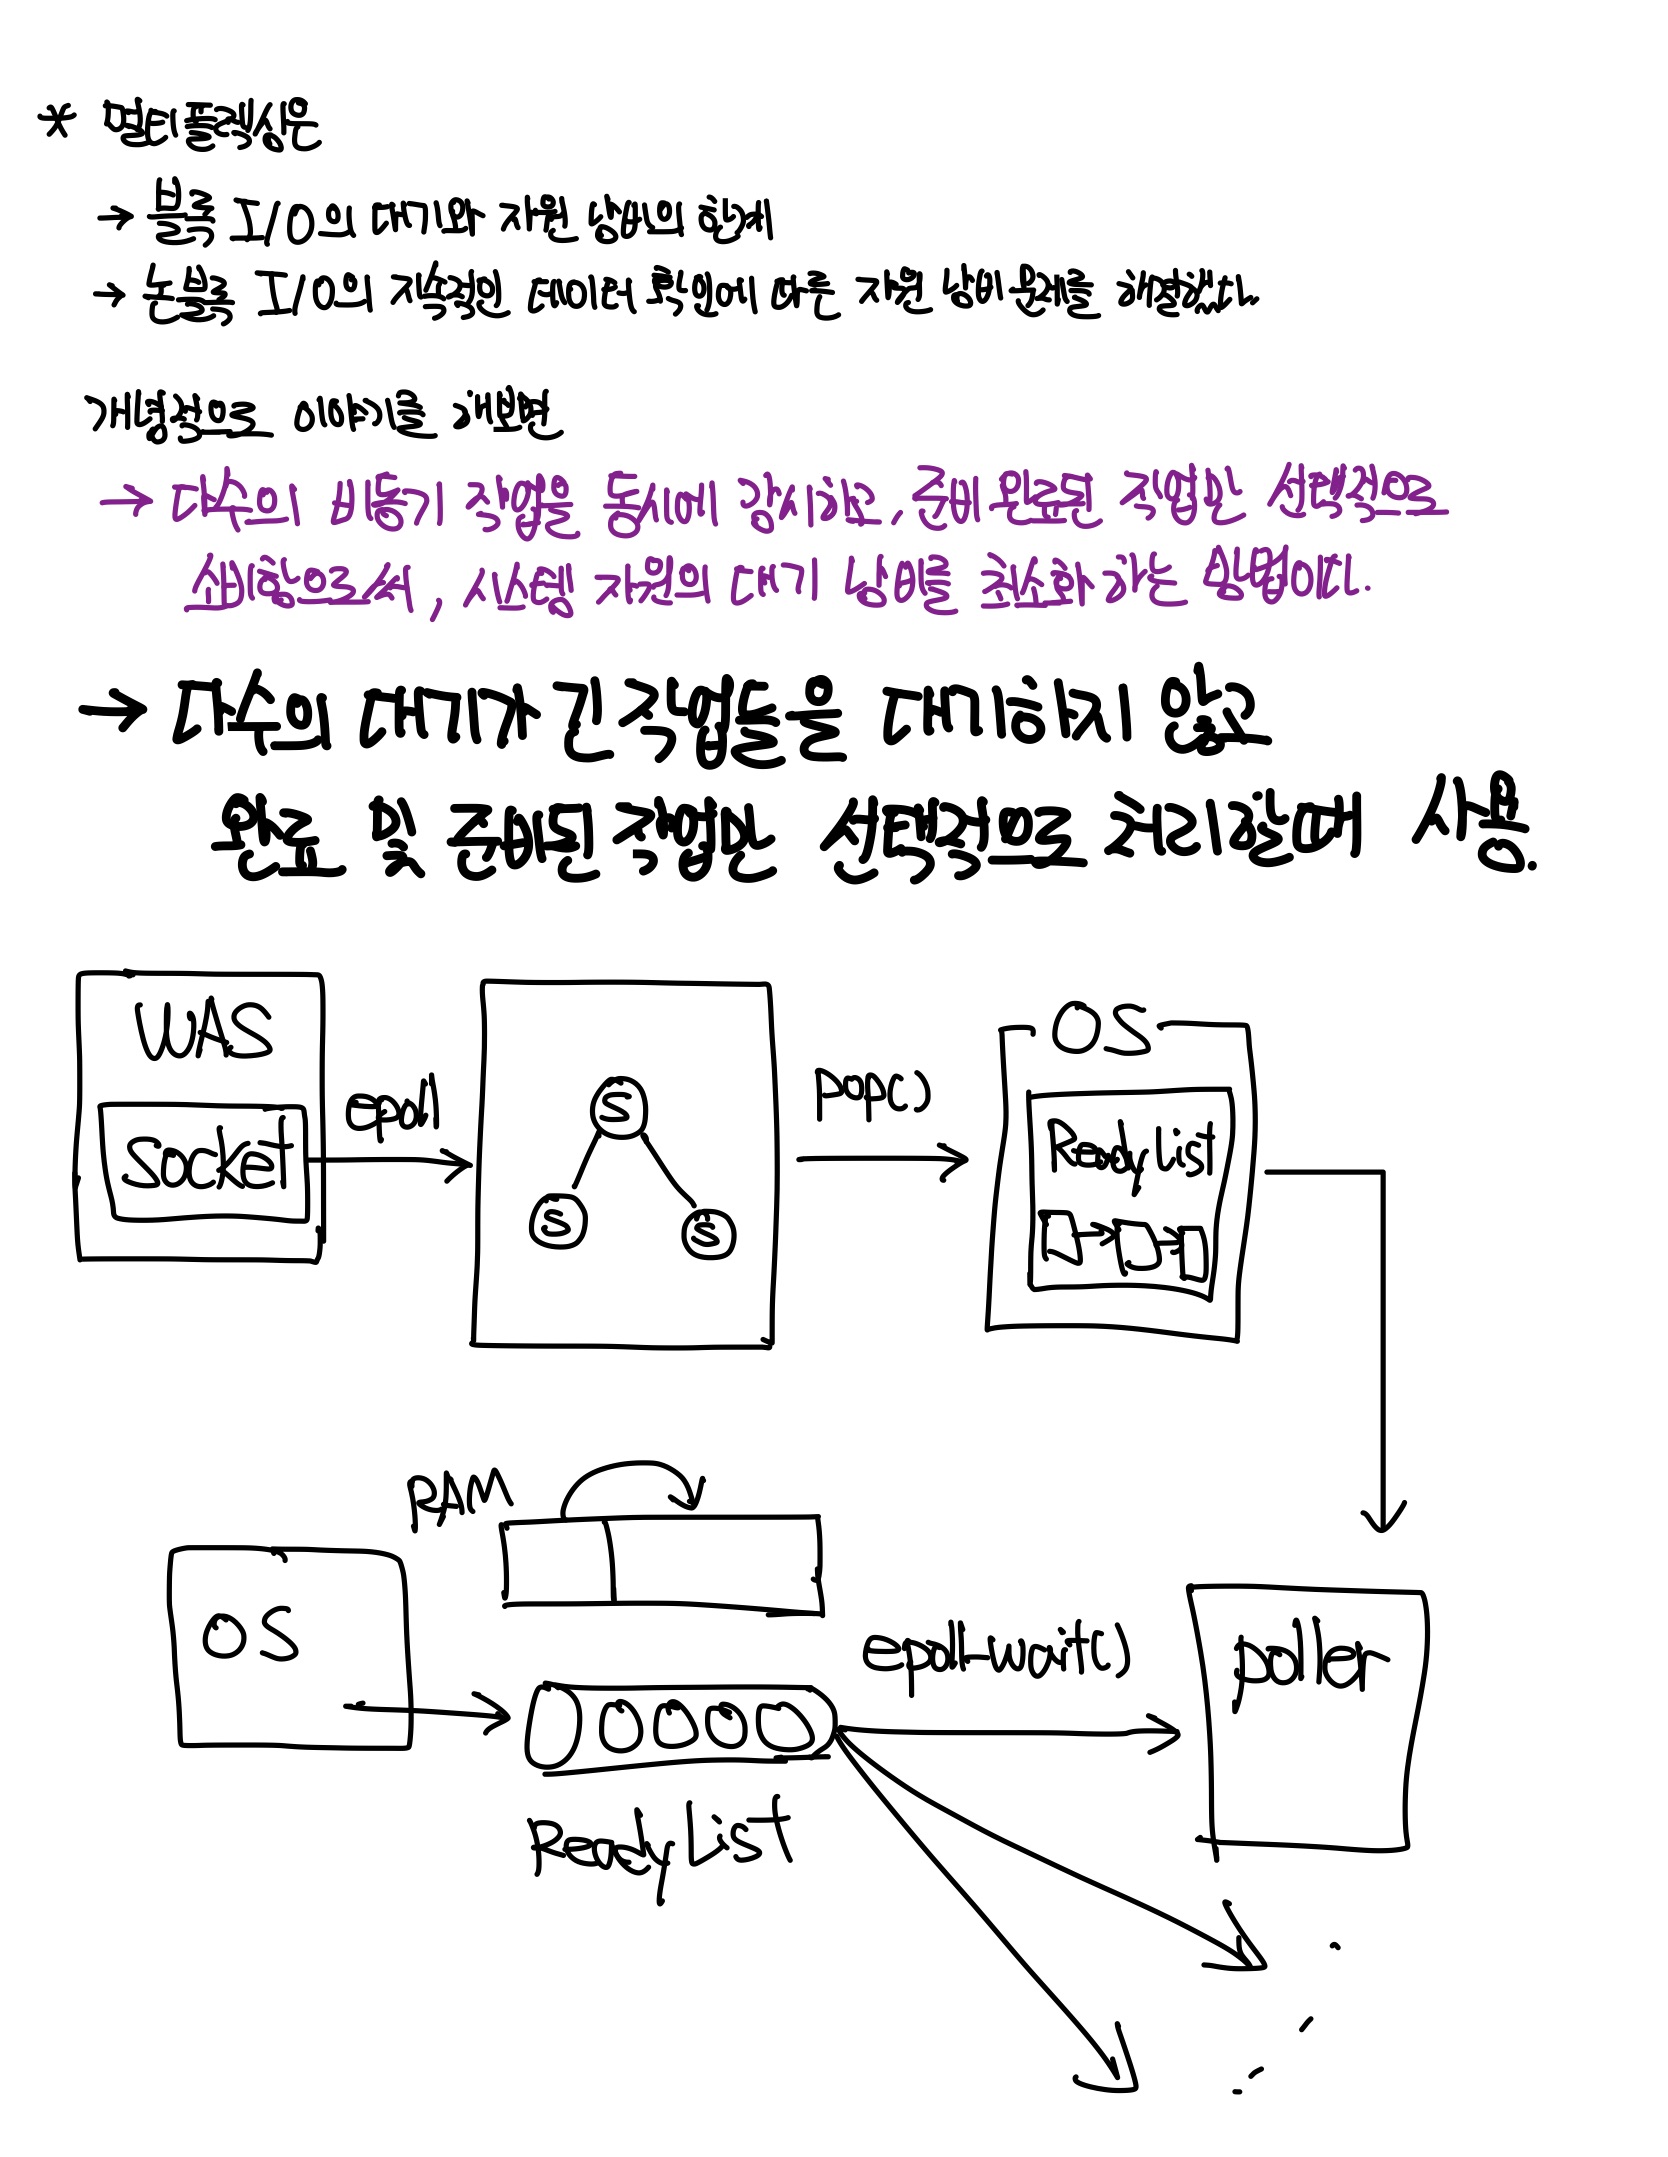 * 멀티플렉싱은
→ 블록 I/O의 대기와 자원 낭비의 한계
→ 논블록 I/O의 지속적인 데이터 확인에 따른 자원 낭비 문제를 해결했다.
개념적으로 이야기를 해보면
→ 다수의 비동기 작업을 동시에 감시하고, 준비 완료된 작업만 선택적으로
소비함으로써, 시스템 자원의 대기 낭비를 최소화 하는 방법이다.
→ 다수의 대기가 긴 작업들을 대기하지 않고
완료 및 준비된 작업만 선택적으로 처리할때 사용.
WAS
Socket
epoll
S
S
S
pop()
OS
Ready List
RAM
OS
Ready List
epoll-wait()
poller